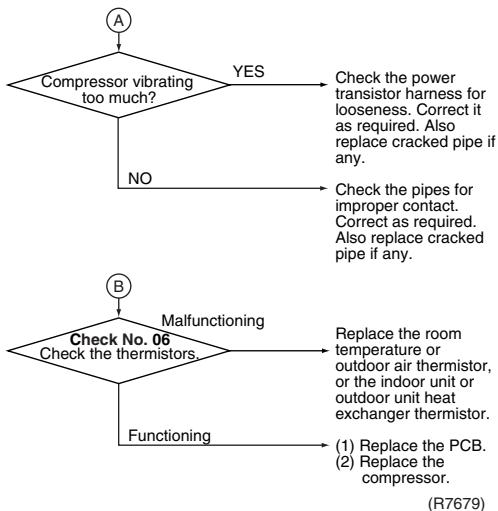 A
Compressor vibrating
too much?
YES
Check the power
transistor harness for
looseness. Correct it
as required. Also
replace cracked pipe if
any.
NO
Check the pipes for
improper contact.
Correct as required.
Also replace cracked
pipe if any.
B
Malfunctioning
Check No. 06
Check the thermistors.
Replace the room
temperature or
outdoor air thermistor,
or the indoor unit or
outdoor unit heat
exchanger thermistor.
Functioning
(1) Replace the PCB.
(2) Replace the
compressor.
(R7679)